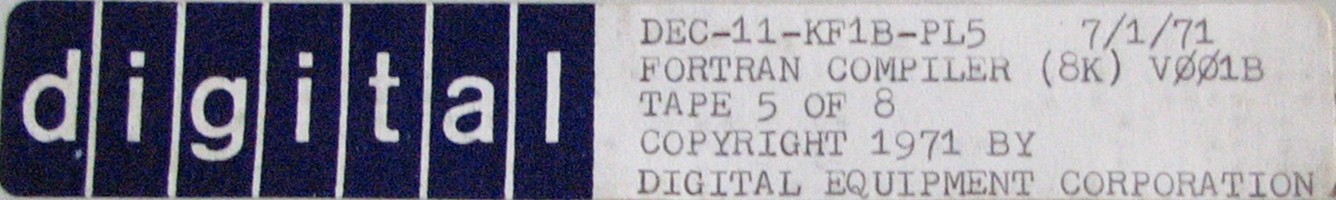 digital
DEC-11-KF1B-PL5 7/1/71
FORTRAN COMPILER (8K) VØØ1B
TAPE 5 OF 8
COPYRIGHT 1971 BY
DIGITAL EQUIPMENT CORPORATION